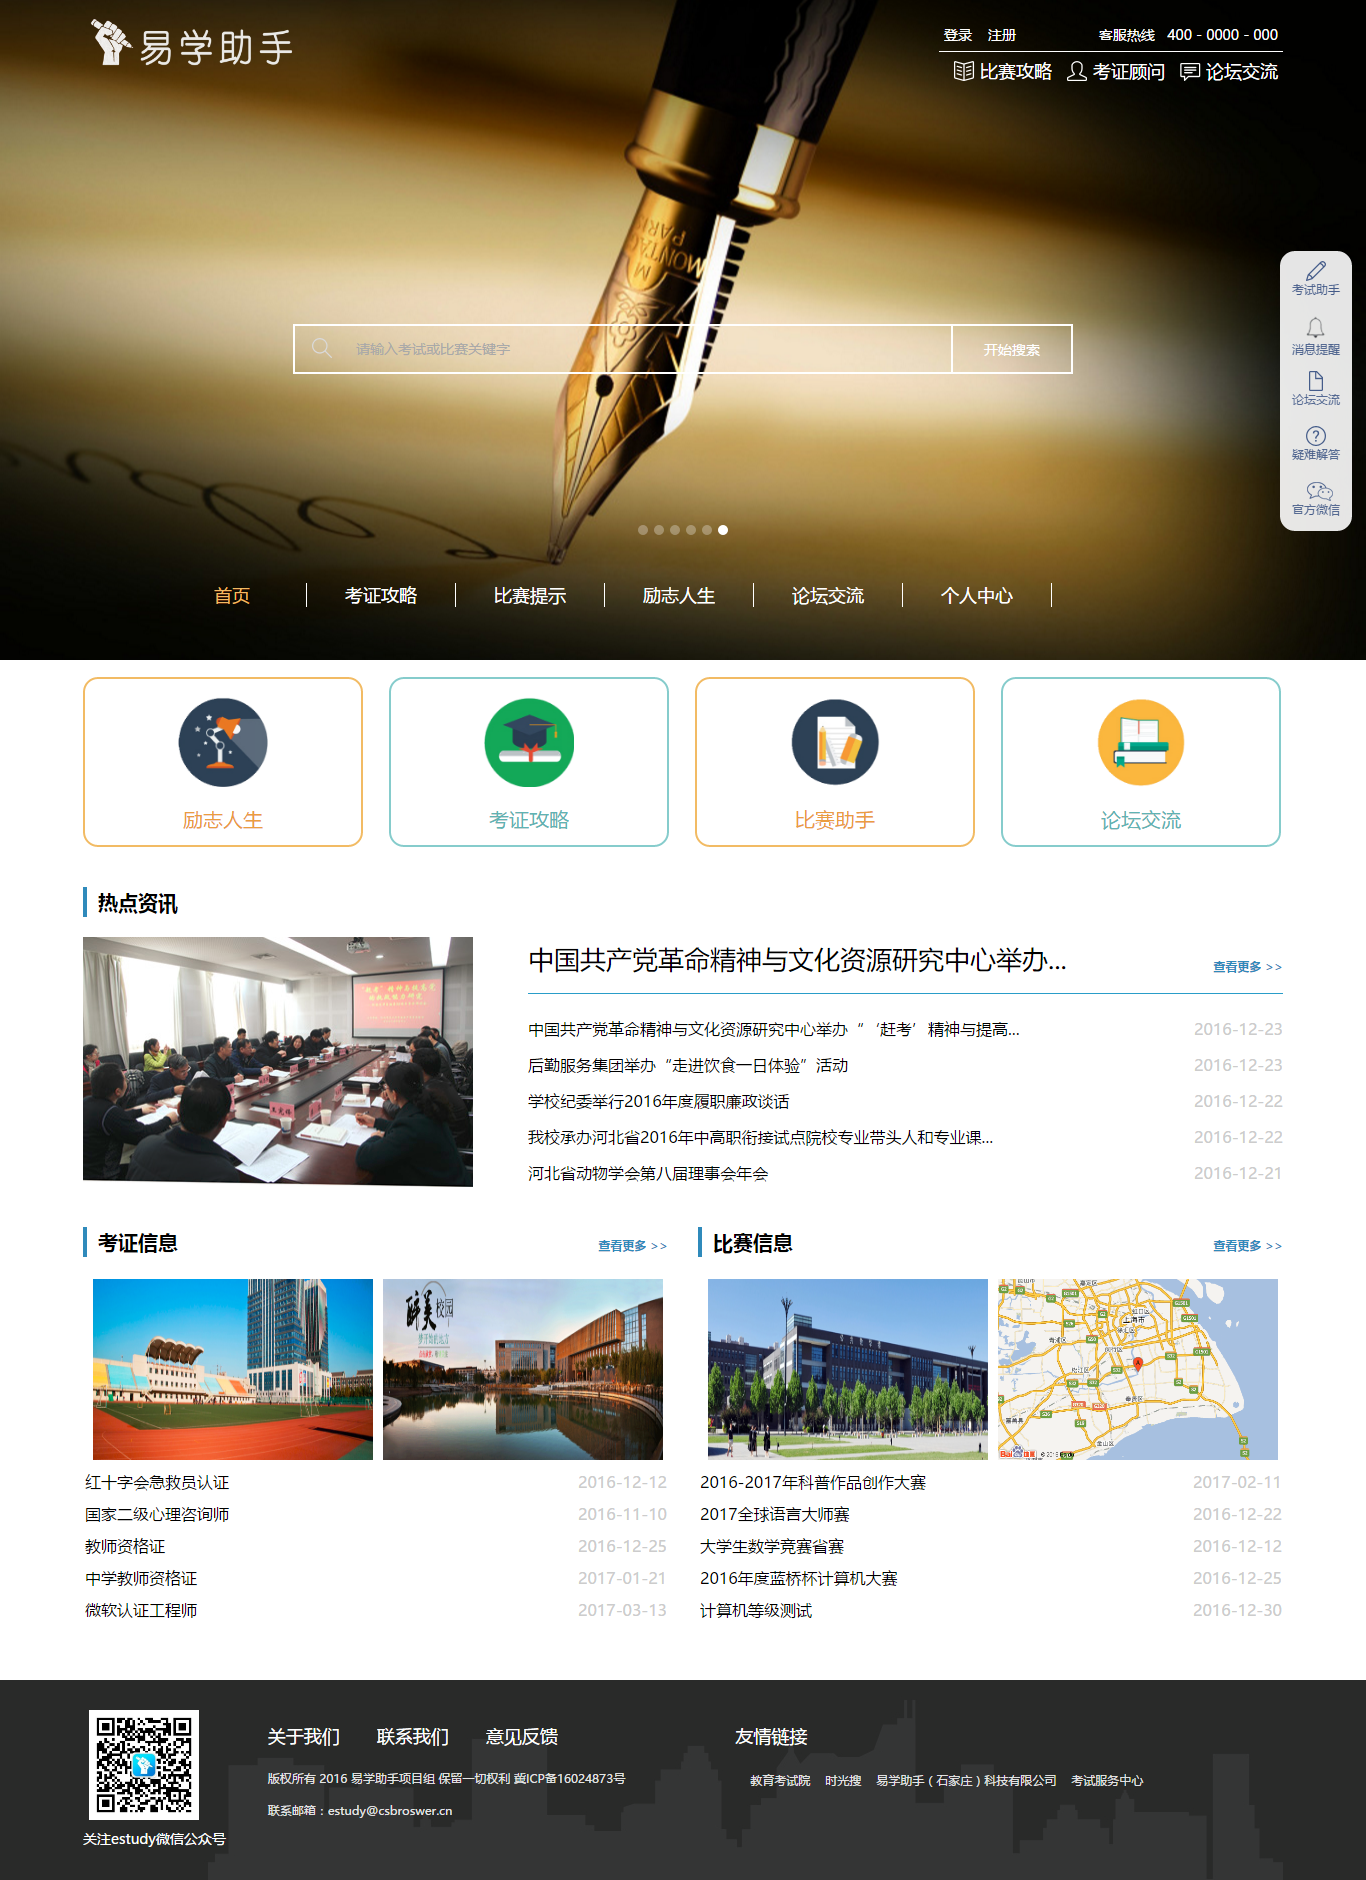 易学助手
登录 注册 客服热线 400 - 0000 - 000
比赛攻略 考证顾问 论坛交流
MONT
PARIS
考试助手
消息提醒
论坛交流
疑难解答
官方微信
请输入考试或比赛关键字 开始搜索
首页 考证攻略 比赛提示 励志人生 论坛交流 个人中心
励志人生 考证攻略 比赛助手 论坛交流
热点资讯
中国共产党革命精神与文化资源研究中心举办... 查看更多 >>
中国共产党革命精神与文化资源研究中心举办“‘赶考’精神与提高... 2016-12-23
后勤服务集团举办“走进饮食一日体验”活动 2016-12-23
学校纪委举行2016年度履职廉政谈话 2016-12-22
我校承办河北省2016年中高职衔接试点院校专业带头人和专业课... 2016-12-22
河北省动物学会第八届理事会年会 2016-12-21
考证信息 查看更多 >>
醉美校园
红十字会急救员认证 2016-12-12
国家二级心理咨询师 2016-11-10
教师资格证 2016-12-25
中学教师资格证 2017-01-21
微软认证工程师 2017-03-13
比赛信息 查看更多 >>
上海市
2016-2017年科普作品创作大赛 2017-02-11
2017全球语言大师赛 2016-12-22
大学生数学竞赛省赛 2016-12-12
2016年度蓝桥杯计算机大赛 2016-12-25
计算机等级测试 2016-12-30
关注estudy微信公众号
关于我们 联系我们 意见反馈
版权所有 2016 易学助手项目组 保留一切权利 冀ICP备16024873号
联系邮箱：estudy@csbroswer.cn
友情链接
教育考试院 时光搜 易学助手（石家庄）科技有限公司 考试服务中心